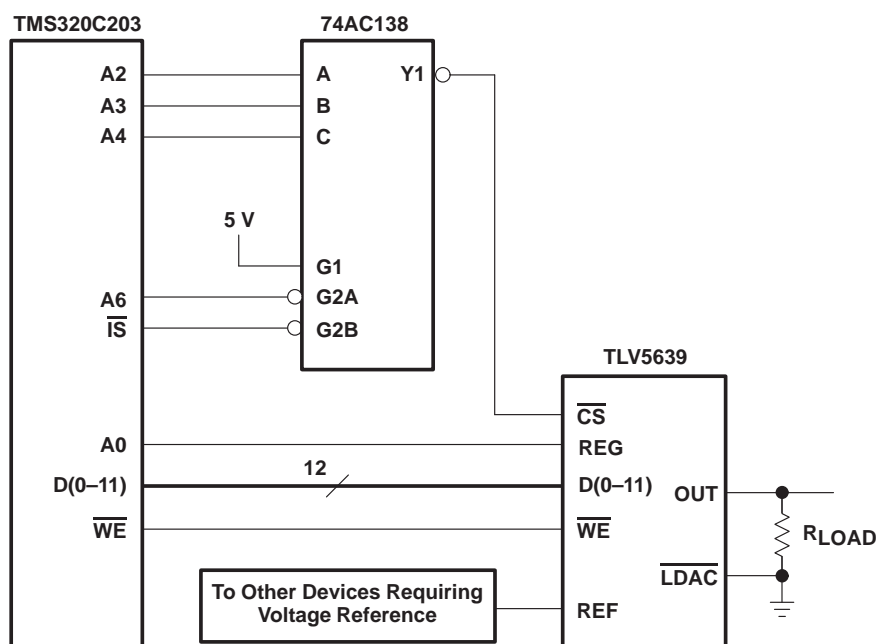 TMS320C203
74AC138
A2
A
Y1
A3
B
A4
C
5 V
G1
A6
G2A
IS
G2B
TLV5639
CS
A0
REG
12
D(0–11)
D(0–11)
OUT
WE
WE
RLOAD
LDAC
To Other Devices Requiring
Voltage Reference
REF